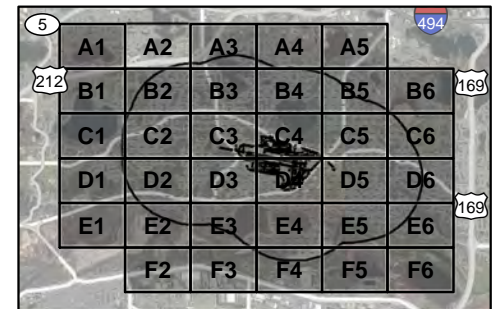 5
494
A1 A2 A3 A4 A5
212
B1 B2 B3 B4 B5 B6
169
C1 C2 C3 C4 C5 C6
D1 D2 D3 D4 D5 D6
169
E1 E2 E3 E4 E5 E6
F2 F3 F4 F5 F6